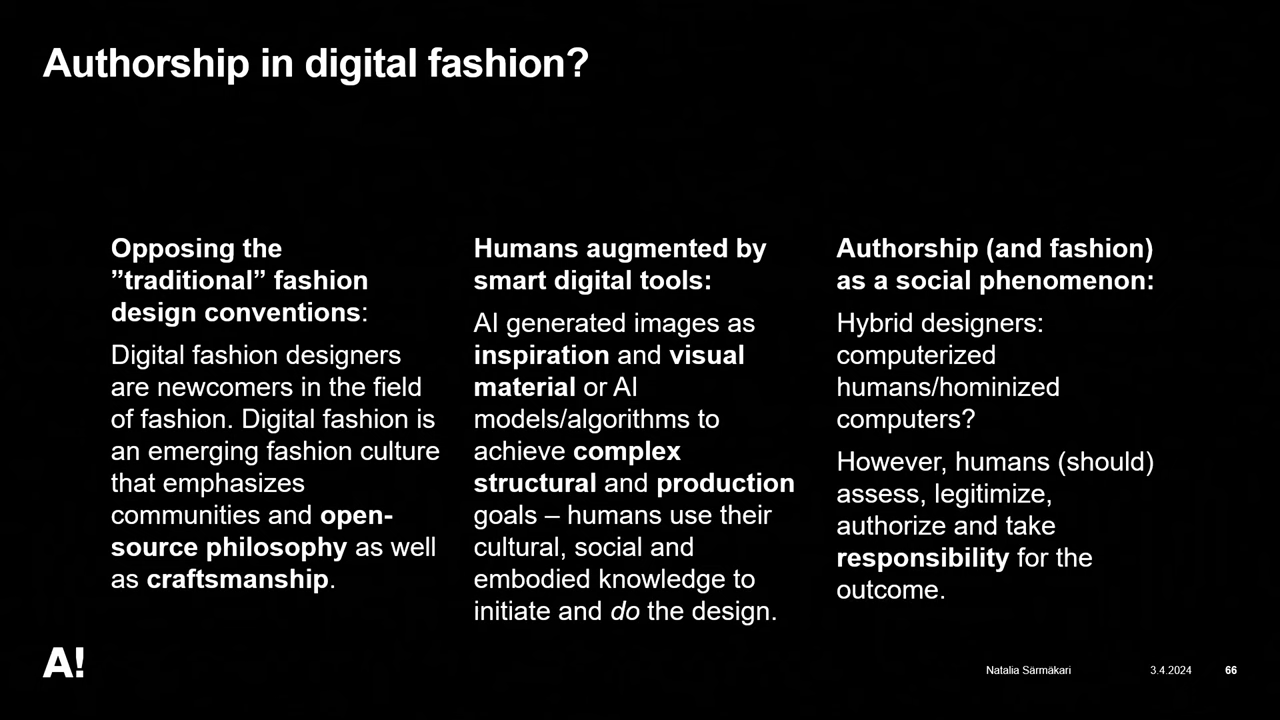 Authorship in digital fashion?
Opposing the
”traditional” fashion
design conventions:
Digital fashion designers
are newcomers in the field
of fashion. Digital fashion is
an emerging fashion culture
that emphasizes
communities and open-
source philosophy as well
as craftsmanship.
Humans augmented by
smart digital tools:
AI generated images as
inspiration and visual
material or AI
models/algorithms to
achieve complex
structural and production
goals – humans use their
cultural, social and
embodied knowledge to
initiate and do the design.
Authorship (and fashion)
as a social phenomenon:
Hybrid designers:
computerized
humans/hominized
computers?
However, humans (should)
assess, legitimize,
authorize and take
responsibility for the
outcome.
A!
Natalia Särmäkari
3.4.2024
66